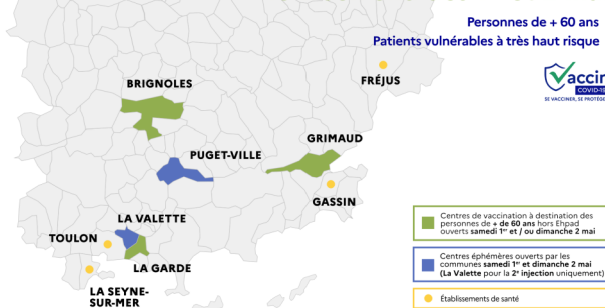 Personnes de + 60 ans
Patients vulnérables à très haut risque
Vaccin
COVID-19
SE VACCINER, SE PROTÉGER
FRÉJUS
BRIGNOLES
GRIMAUD
PUGET-VILLE
GASSIN
LA VALETTE
TOULON
LA GARDE
LA SEYNE-
SUR-MER
Centres de vaccination à destination des
personnes de + de 60 ans hors Ehpad
ouverts samedi 1er et / ou dimanche 2 mai
Centres éphémères ouverts par les
communes samedi 1er et dimanche 2 mai
(La Valette pour la 2e injection uniquement)
Établissements de santé